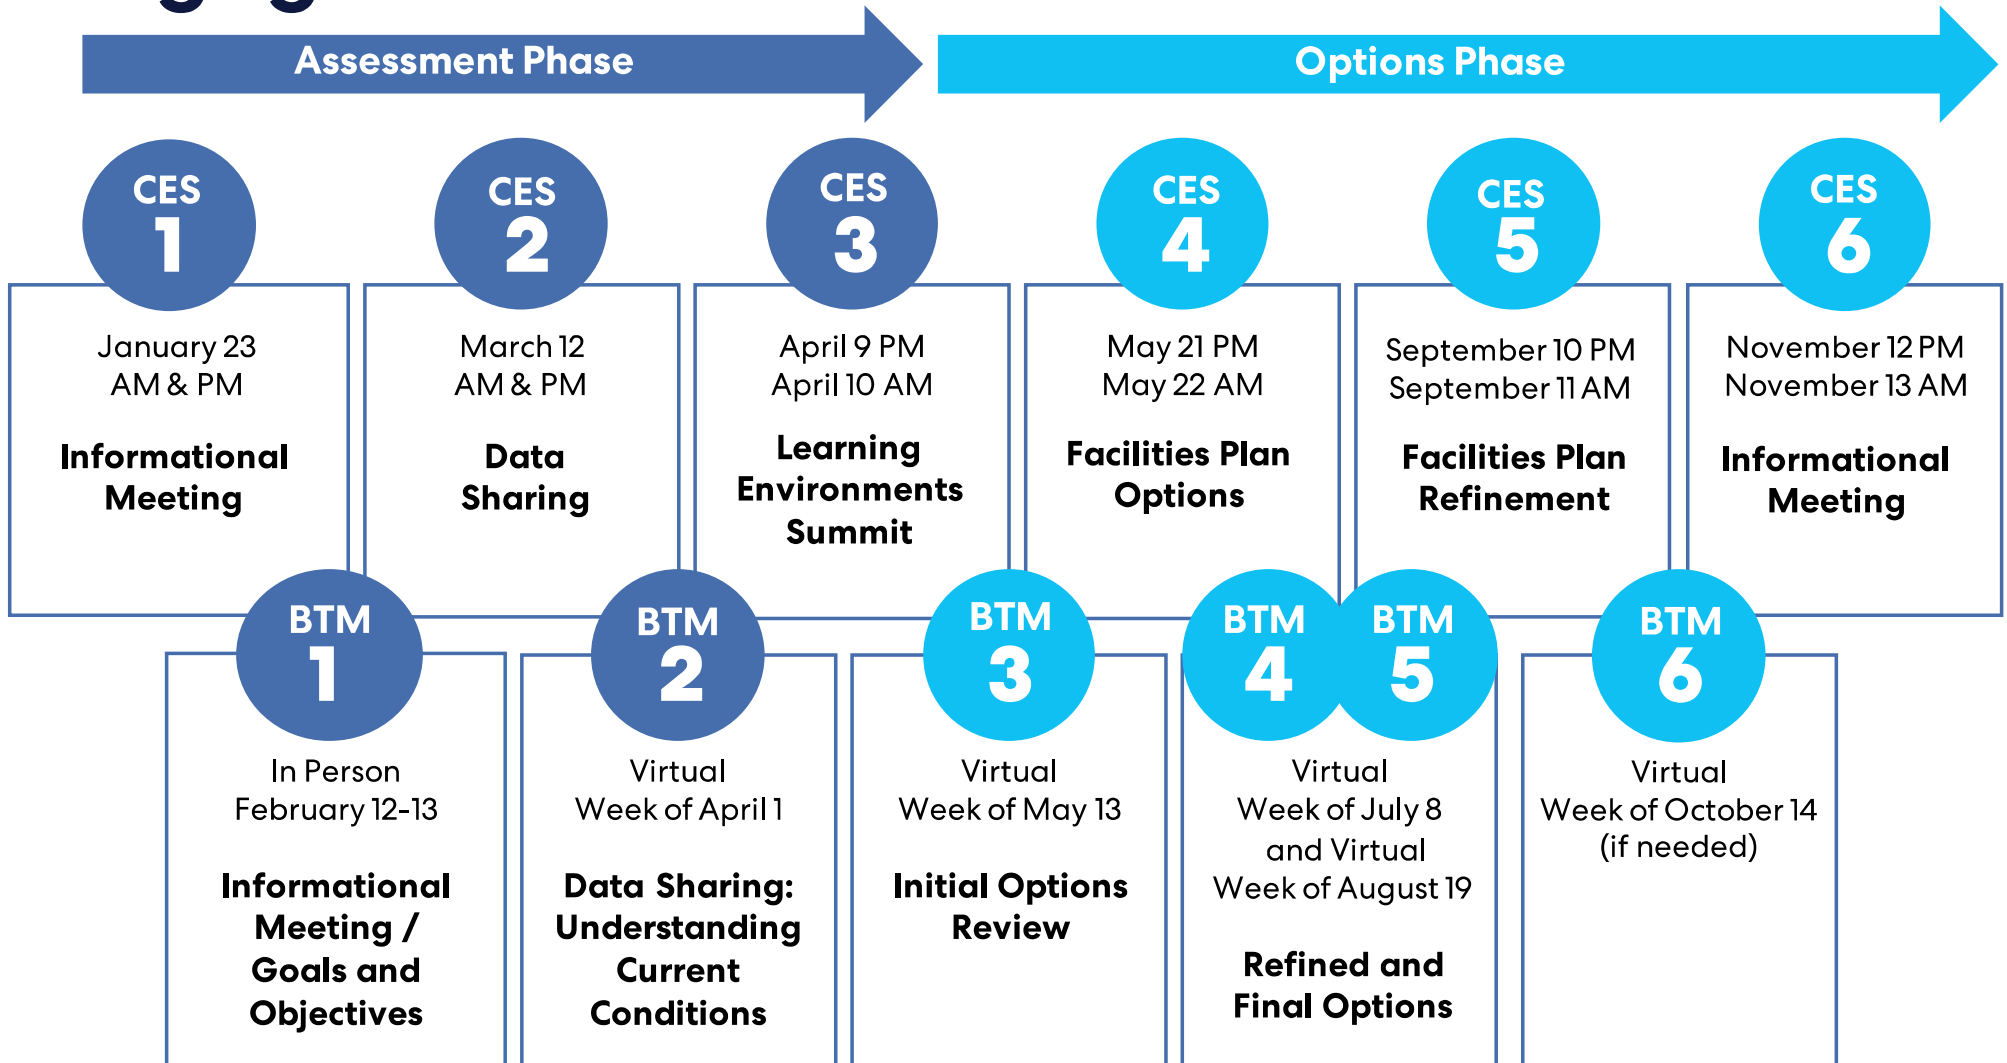 Assessment Phase
Options Phase
CES
1
January 23
AM & PM
Informational
Meeting
CES
2
March 12
AM & PM
Data
Sharing
CES
3
April 9 PM
April 10 AM
Learning
Environments
Summit
CES
4
May 21 PM
May 22 AM
Facilities Plan
Options
CES
5
September 10 PM
September 11 AM
Facilities Plan
Refinement
CES
6
November 12 PM
November 13 AM
Informational
Meeting
BTM
1
In Person
February 12-13
Informational
Meeting /
Goals and
Objectives
BTM
2
Virtual
Week of April 1
Data Sharing:
Understanding
Current
Conditions
BTM
3
Virtual
Week of May 13
Initial Options
Review
BTM
4
BTM
5
Virtual
Week of July 8
and Virtual
Week of August 19
Refined and
Final Options
BTM
6
Virtual
Week of October 14
(if needed)